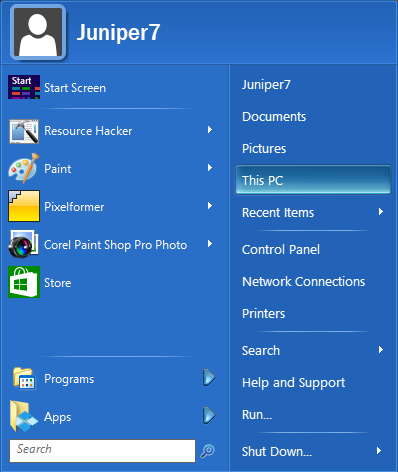 Juniper7
Start
Start Screen
Resource Hacker
Paint
Pixelformer
Corel Paint Shop Pro Photo
Store
Programs
Apps
Search
Juniper7
Documents
Pictures
This PC
Recent Items
Control Panel
Network Connections
Printers
Search
Help and Support
Run...
Shut Down...